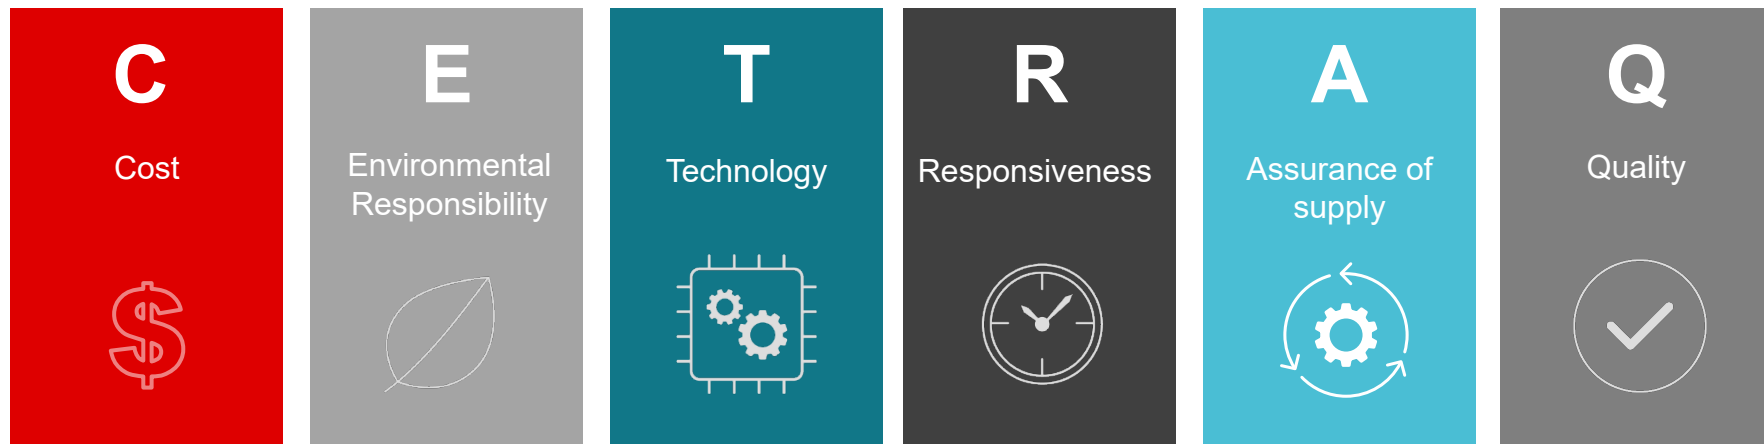 C
Cost
E
Environmental
Responsibility
T
Technology
R
Responsiveness
A
Assurance of
supply
Q
Quality